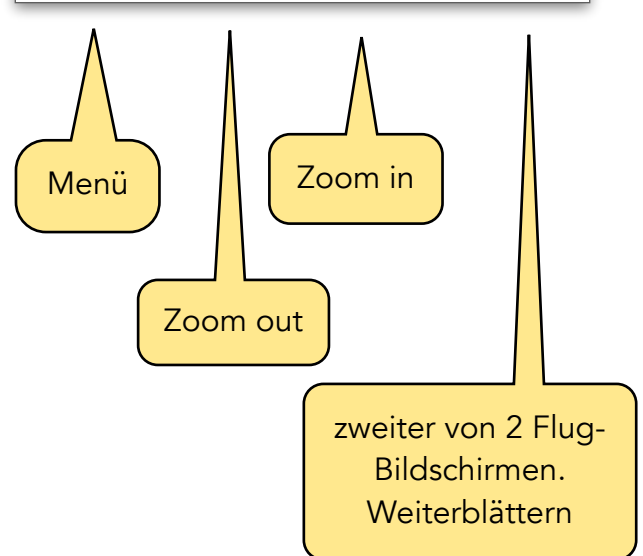 Menü
Zoom in
Zoom out
zweiter von 2 Flug-
Bildschirmen.
Weiterblättern